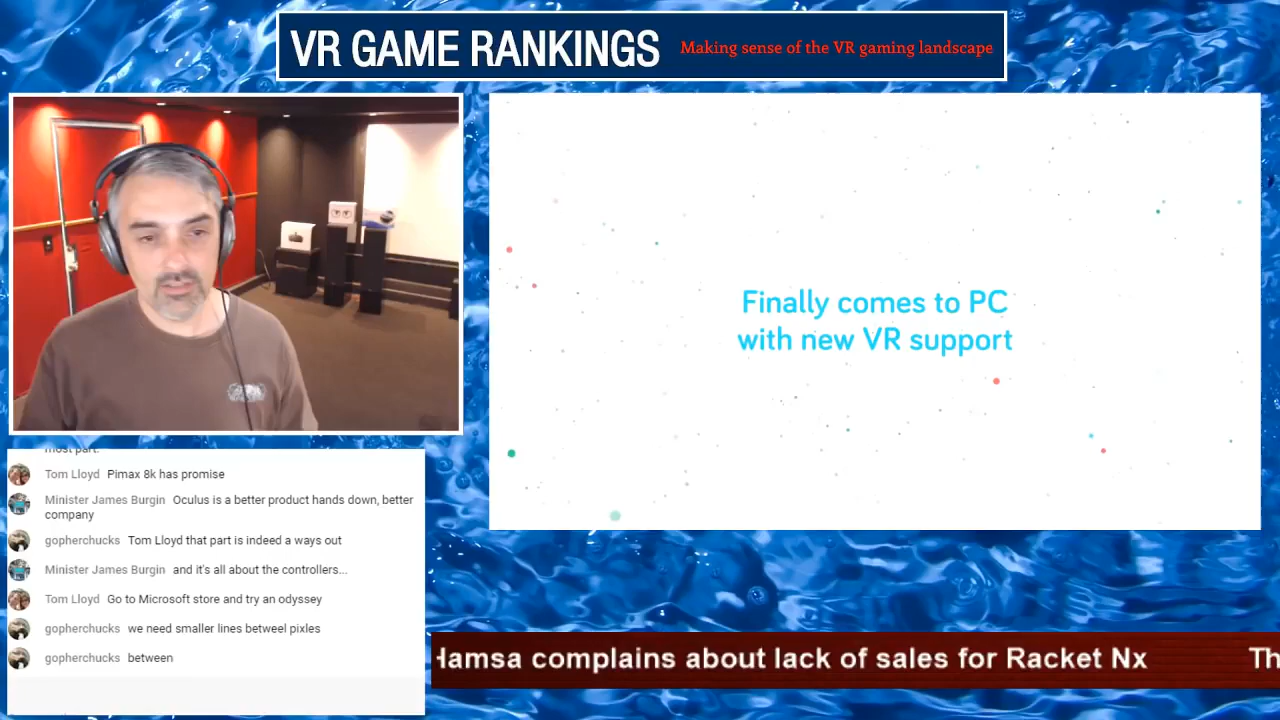 VR GAME RANKINGS Making sense of the VR gaming landscape
Finally comes to PC
with new VR support
most part.
Tom Lloyd Pimax 8k has promise
Minister James Burgin Oculus is a better product hands down, better
company
gopherchucks Tom Lloyd that part is indeed a ways out
Minister James Burgin and it's all about the controllers...
Tom Lloyd Go to Microsoft store and try an odyssey
gopherchucks we need smaller lines betweel pixles
gopherchucks between
Hamsa complains about lack of sales for Racket Nx Th